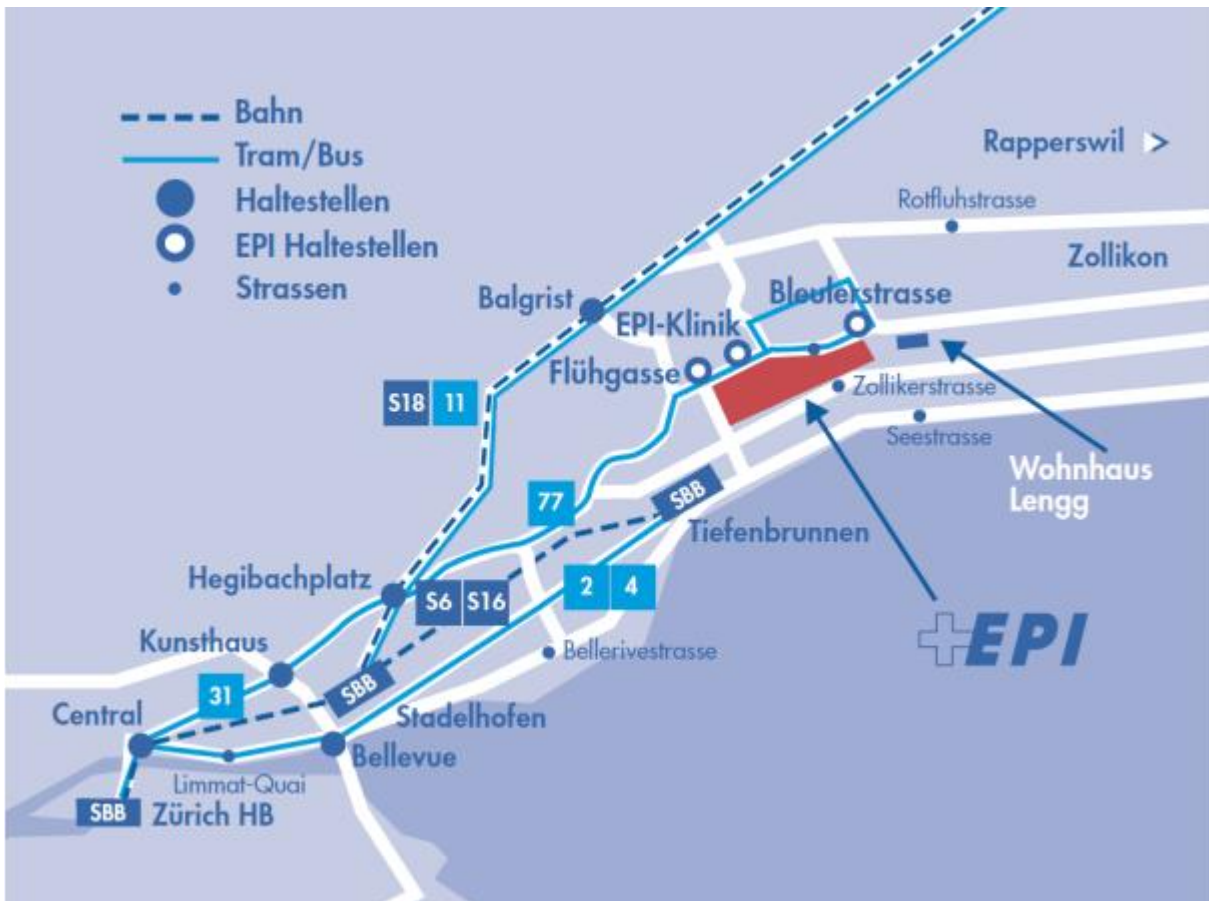 Bahn
Tram/Bus
Haltestellen
EPI Haltestellen
Strassen
Rapperswil
Rotfluhstrasse
Zollikon
Balgrist
Bleulerstrasse
EPI-Klinik
Flühgasse
S18 11
Zollikerstrasse
Seestrasse
Wohnhaus
Lengg
77
SBB
Tiefenbrunnen
Hegibachplatz
S6 S16
2 4
EPI
Kunsthaus
Bellerivestrasse
31
SBB
Stadelhofen
Central
Bellevue
Limmat-Quai
SBB
Zürich HB